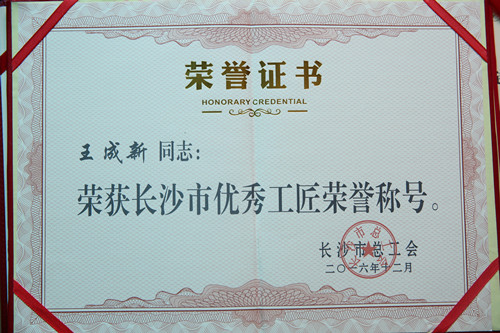 荣誉证书
HONORARY CREDENTIAL
王成新 同志：
荣获长沙市优秀工匠荣誉称号。
长沙市总工会
二〇一六年十二月